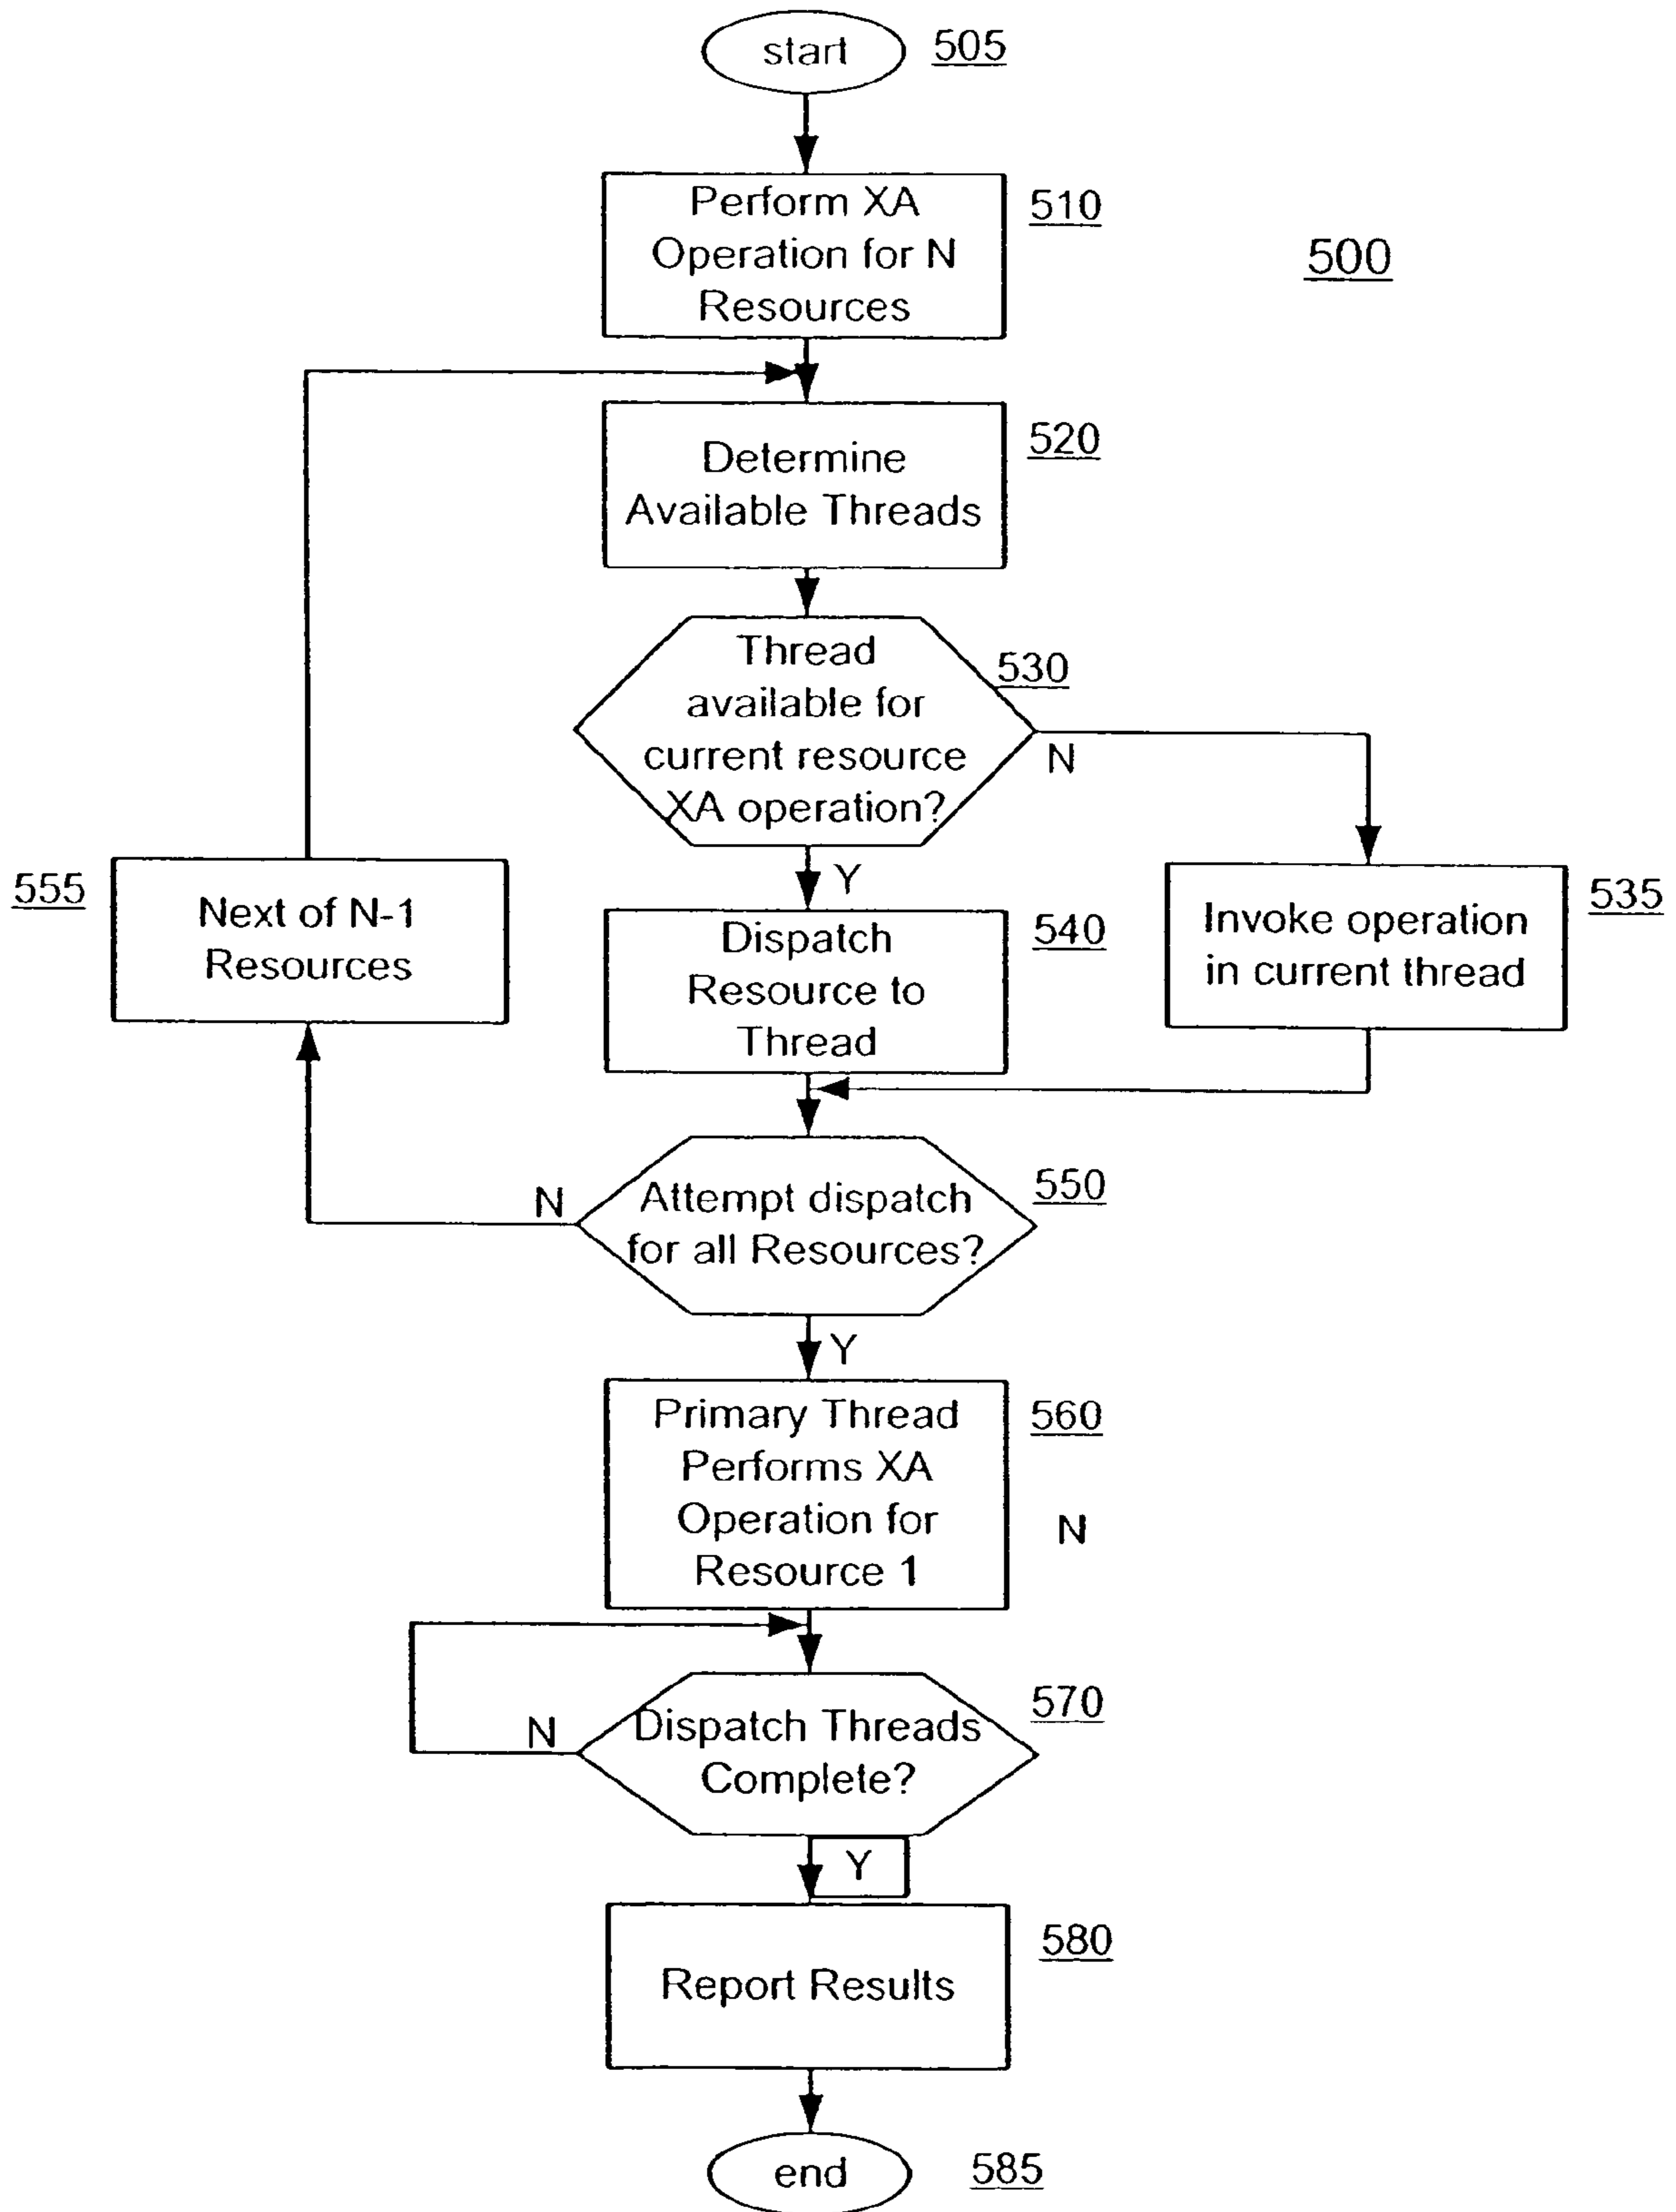 start
505
Perform XA
Operation for N
Resources
510
500
Determine
Available Threads
520
Thread
available for
current resource
XA operation?
530
N
Y
555
Next of N-1
Resources
Dispatch
Resource to
Thread
540
Invoke operation
in current thread
535
Attempt dispatch
for all Resources?
550
N
Y
Primary Thread
Performs XA
Operation for
Resource 1
560
N
Dispatch Threads
Complete?
570
N
Y
Report Results
580
end
585